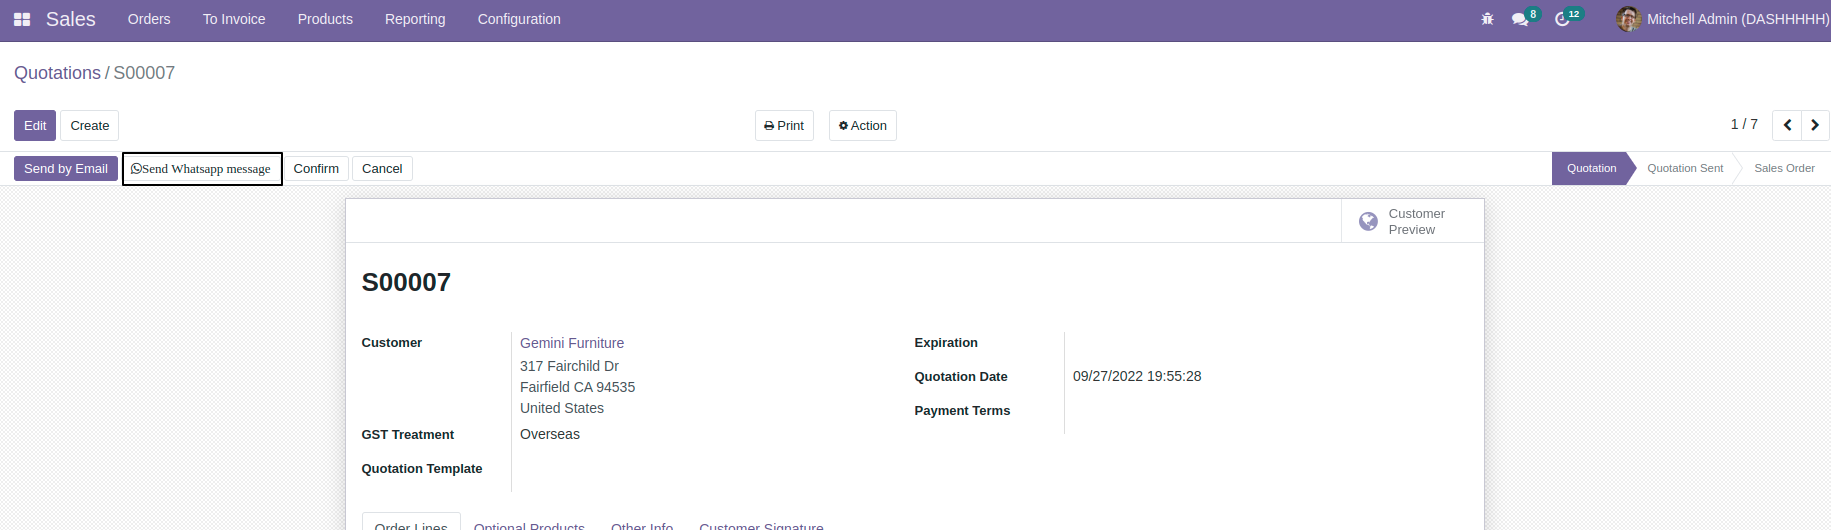 Sales Orders To Invoice Products Reporting Configuration 8 12 Mitchell Admin (DASHHHHH)
Quotations / S00007
Edit Create Print Action 1 / 7
Send by Email Send Whatsapp message Confirm Cancel Quotation Quotation Sent Sales Order
Customer
Preview
S00007
Customer Gemini Furniture Expiration
317 Fairchild Dr
Quotation Date 09/27/2022 19:55:28
Fairfield CA 94535
United States Payment Terms
GST Treatment Overseas
Quotation Template
Order Lines Optional Products Other Info Customer Signature